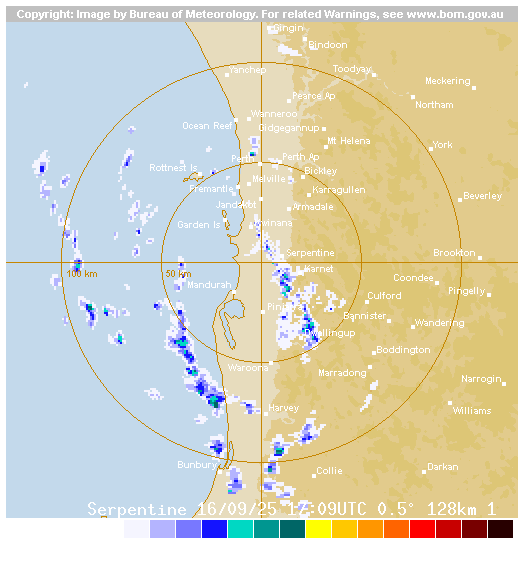 Copyright: Image by Bureau of Meteorology. For related Warnings, see www.bom.gov.au
Gingin
Bindoon
Yanchep
Toodyay
Meckering
Pearce Ap
Northam
Wanneroo
Ocean Reef
Gidgegannup
Mt Helena
York
Perth
Perth Ap
Rottnest Is
Bickley
Melville
Fremantle
Karragullen
Beverley
Jandakot
Armadale
Garden Is
Kwinana
Serpentine
Brookton
100 km
50 km
Karnet
Coondee
Mandurah
Pingelly
Culford
Bannister
Wandering
Dwellingup
Boddington
Waroona
Marradong
Narrogin
Harvey
Williams
Bunbury
Collie
Darkan
Serpentine 16/09/25 17:09UTC 0.5° 128km 1